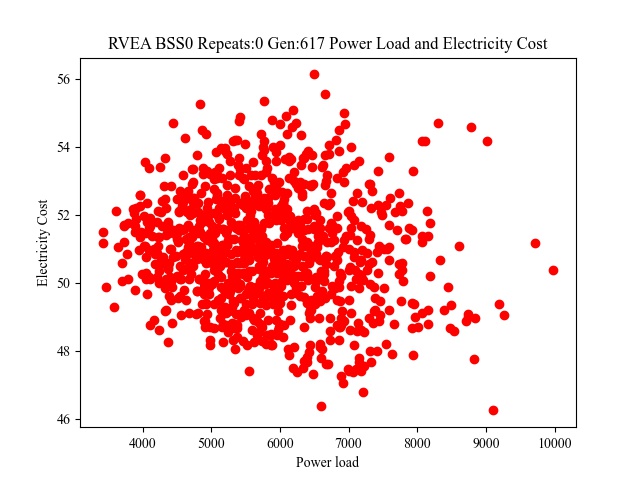 RVEA BSS0 Repeats:0 Gen:617 Power Load and Electricity Cost
56
54
52
50
48
46
Electricity Cost
4000 5000 6000 7000 8000 9000 10000
Power load